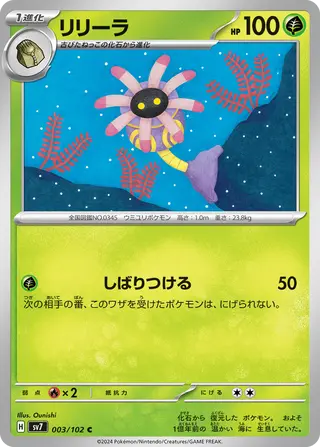 1進化
リリーラ
HP 100
古びたねっこの化石から進化
全国図鑑NO.0345 ウミユリポケモン 高さ:1.0m 重さ:23.8kg
しばりつける 50
次の相手の番、このワザを受けたポケモンは、にげられない。
弱点 ×2 抵抗力 にげる
Illus. Ounishi
H sv7 003/102 C
化石から 復元した ポケモン。
1億年前の 温かい 海に 生息していた。
©2024 Pokémon/Nintendo/Creatures/GAME FREAK.